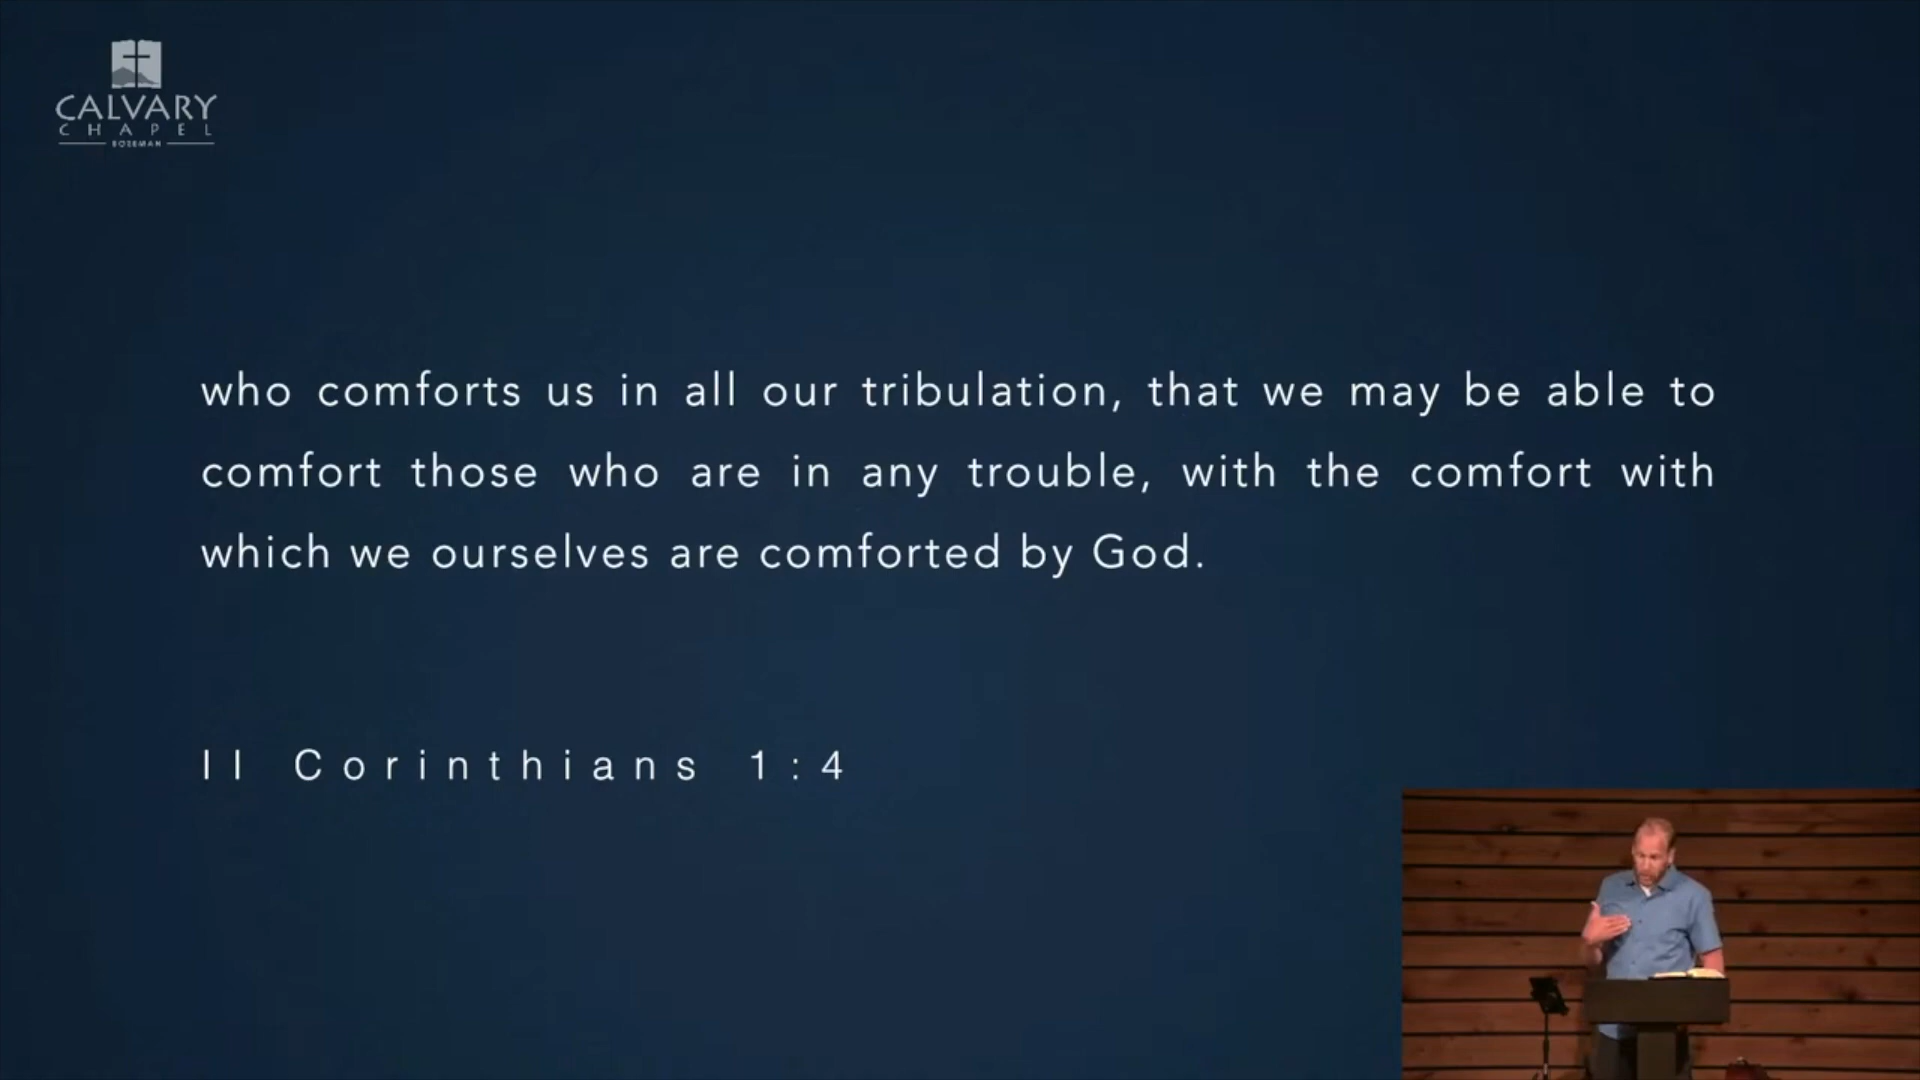 CALVARY
CHAPEL
BOZEMAN
who comforts us in all our tribulation, that we may be able to
comfort those who are in any trouble, with the comfort with
which we ourselves are comforted by God.
II Corinthians 1:4